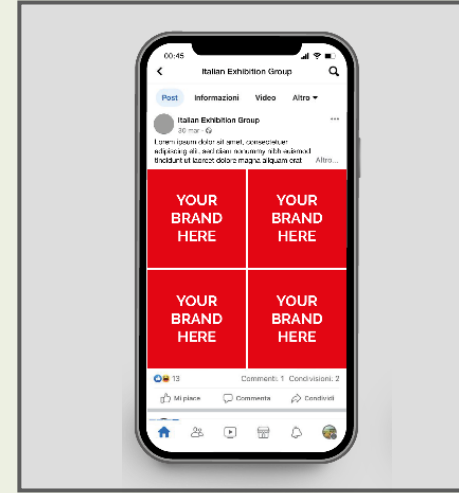 00:45
Italian Exhibition Group
Post Informazioni Video Altro
Italian Exhibition Group
30 mar
Lorem ipsum dolor sit amet, consectetuer
adipiscing elit, sed diam nonummy nibh euismod
tincidunt ut laoreet dolore magna aliquam erat Altro...
YOUR
BRAND
HERE
YOUR
BRAND
HERE
YOUR
BRAND
HERE
YOUR
BRAND
HERE
13 Commenti: 1 Condivisioni: 2
Mi piace Commenta Condividi